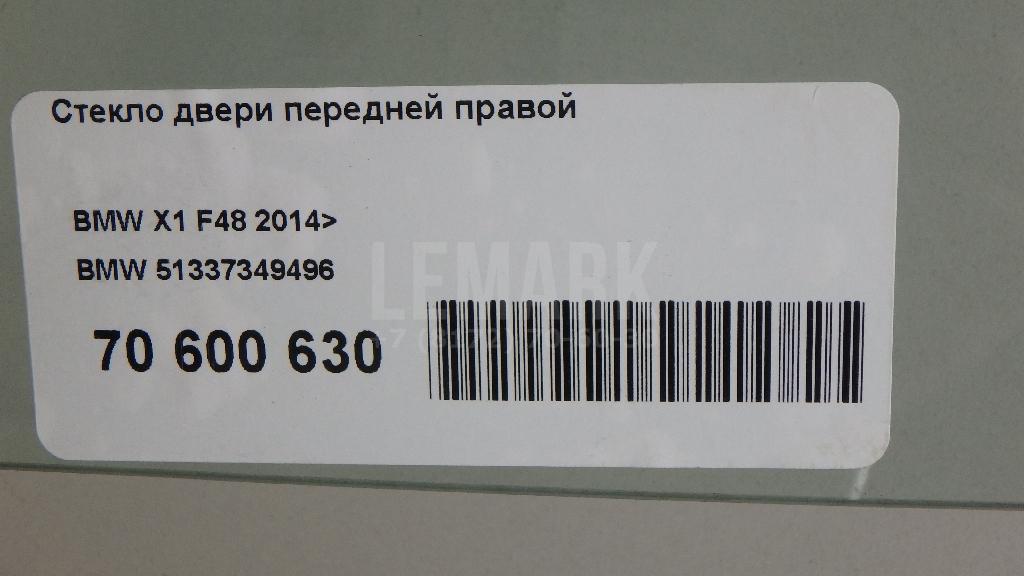 Стекло двери передней правой
BMW X1 F48 2014>
BMW 51337349496
LEMARK
70 600 630